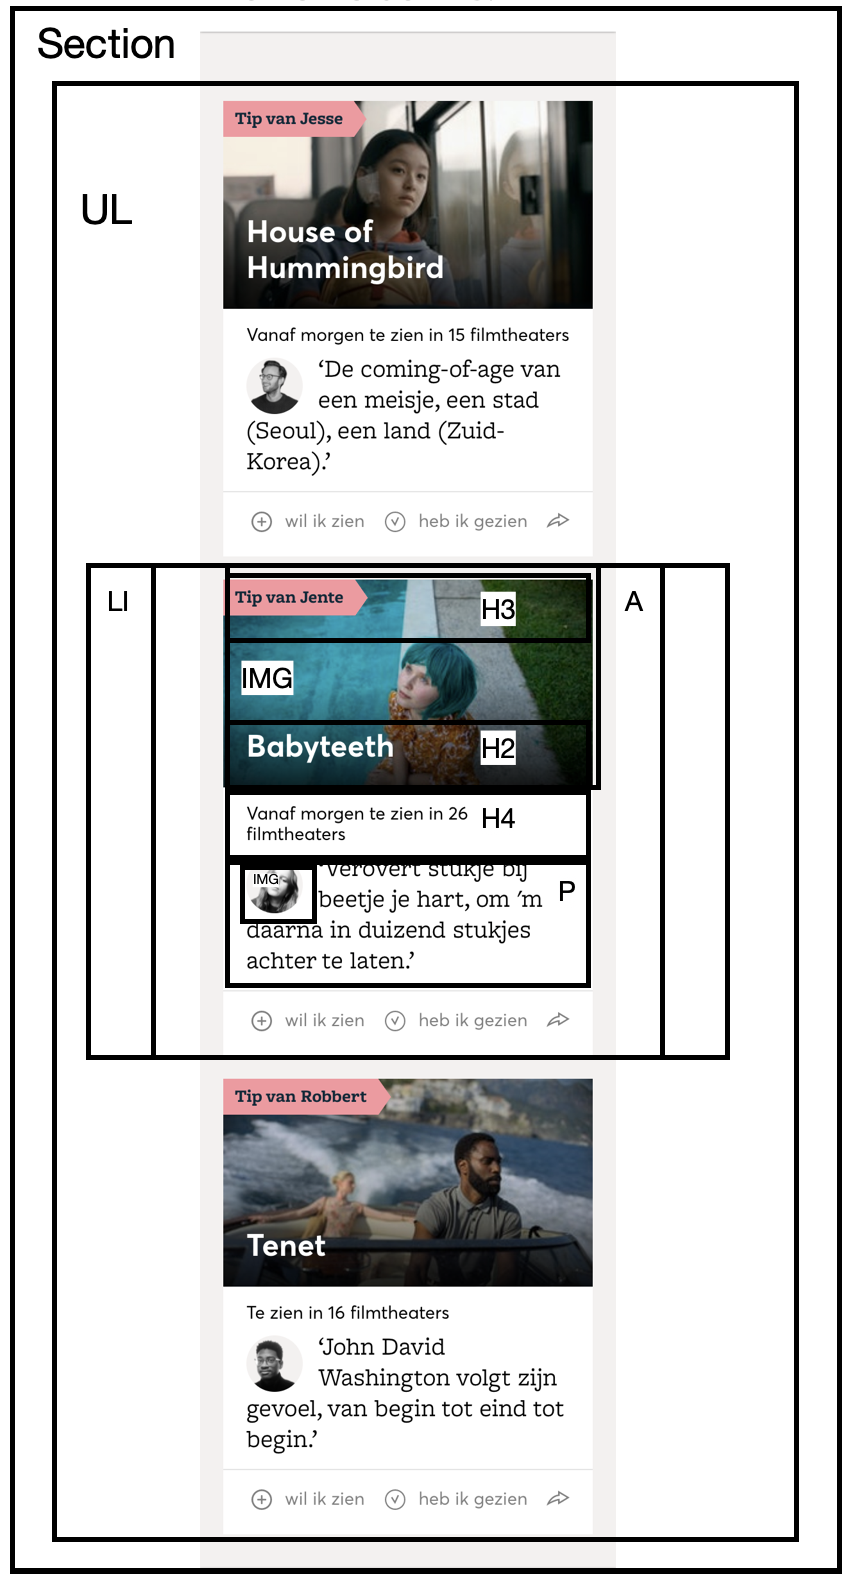 Section
UL
Tip van Jesse
House of
Hummingbird
Vanaf morgen te zien in 15 filmtheaters
‘De coming-of-age van
een meisje, een stad
(Seoul), een land (Zuid-
Korea).’
wil ik zien heb ik gezien
LI
A
Tip van Jente
H3
IMG
Babyteeth
H2
Vanaf morgen te zien in 26
filmtheaters
H4
IMG
‘Verovert stukje bij
beetje je hart, om ’m
daarna in duizend stukjes
achter te laten.’
P
wil ik zien heb ik gezien
Tip van Robbert
Tenet
Te zien in 16 filmtheaters
‘John David
Washington volgt zijn
gevoel, van begin tot eind tot
begin.’
wil ik zien heb ik gezien